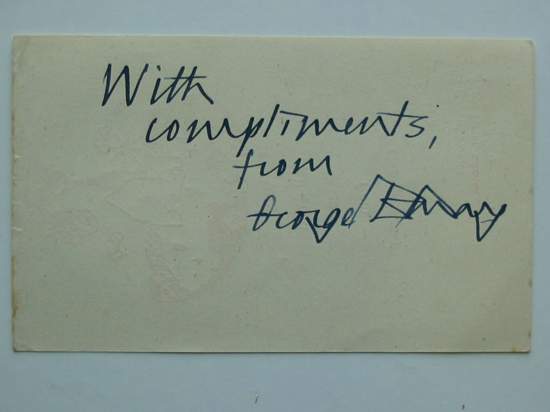 With
compliments,
from
George